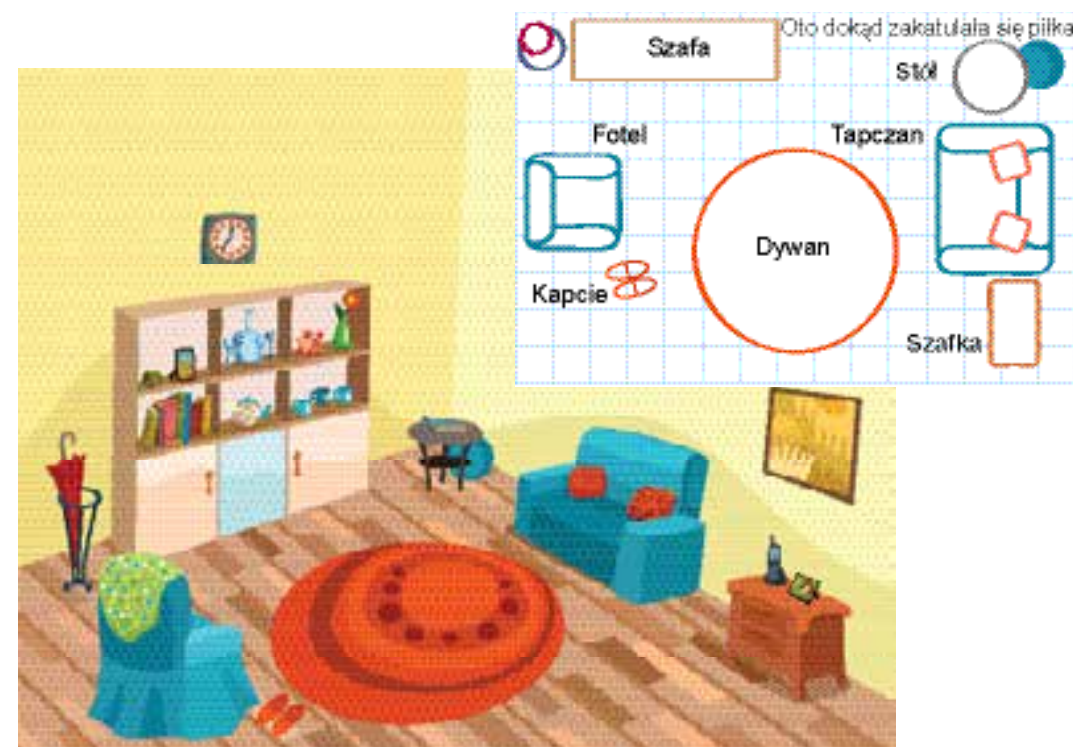 Oto dokąd zakatulała się piłka
Szafa
Stół
Fotel
Tapczan
Dywan
Kapcie
Szafka